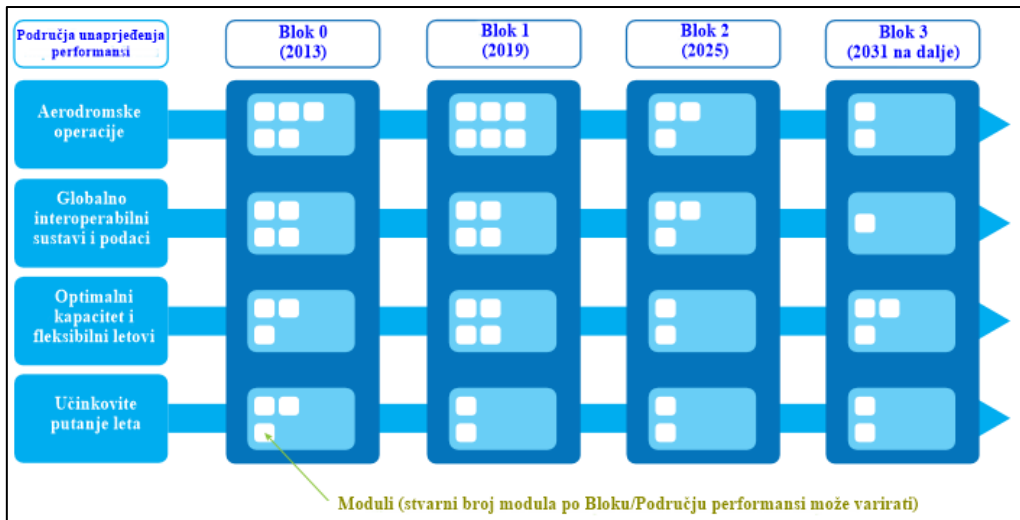 Područja unaprjeđenja
performansi
Blok 0
(2013)
Blok 1
(2019)
Blok 2
(2025)
Blok 3
(2031 na dalje)
Aerodromske
operacije
Globalno
interoperabilni
sustavi i podaci
Optimalni
kapacitet i
fleksibilni letovi
Učinkovite
putanje leta
Moduli (stvarni broj modula po Bloku/Području performansi može varirati)